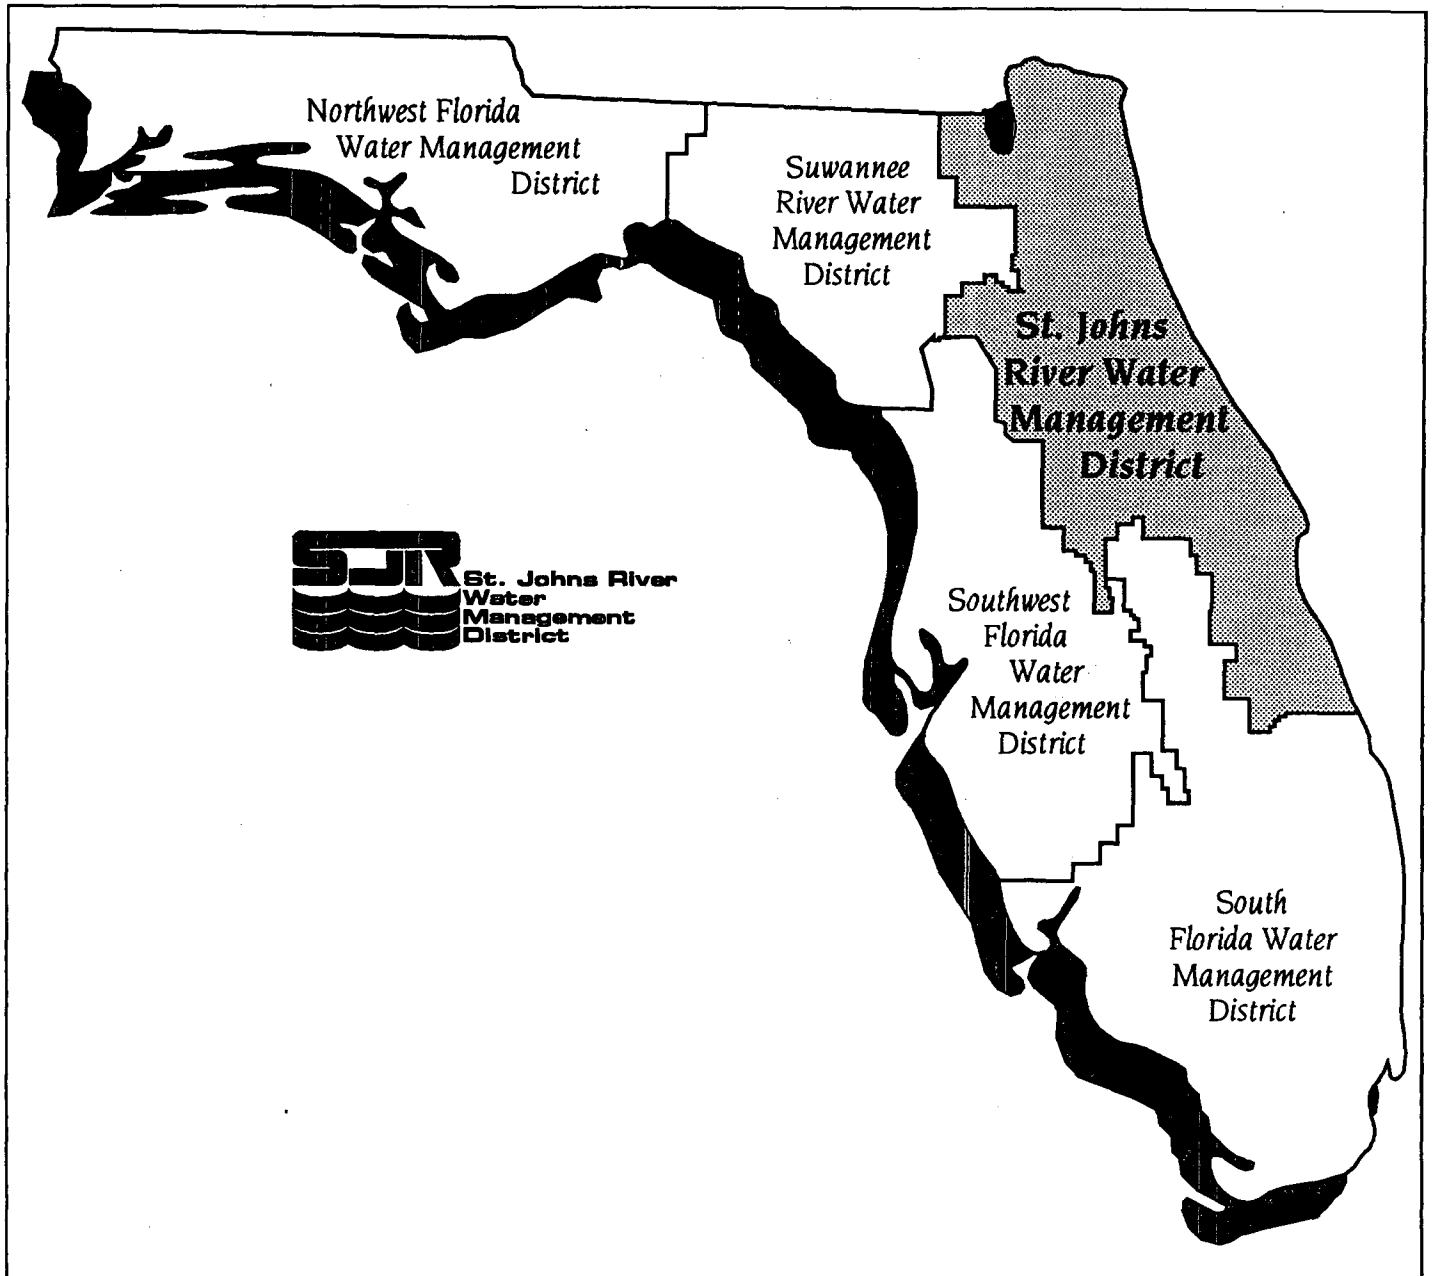 Northwest Florida
Water Management
District
Suwannee
River Water
Management
District
St. Johns
River Water
Management
District
SJR
St. Johns River
Water
Management
District
Southwest
Florida
Water
Management
District
South
Florida Water
Management
District